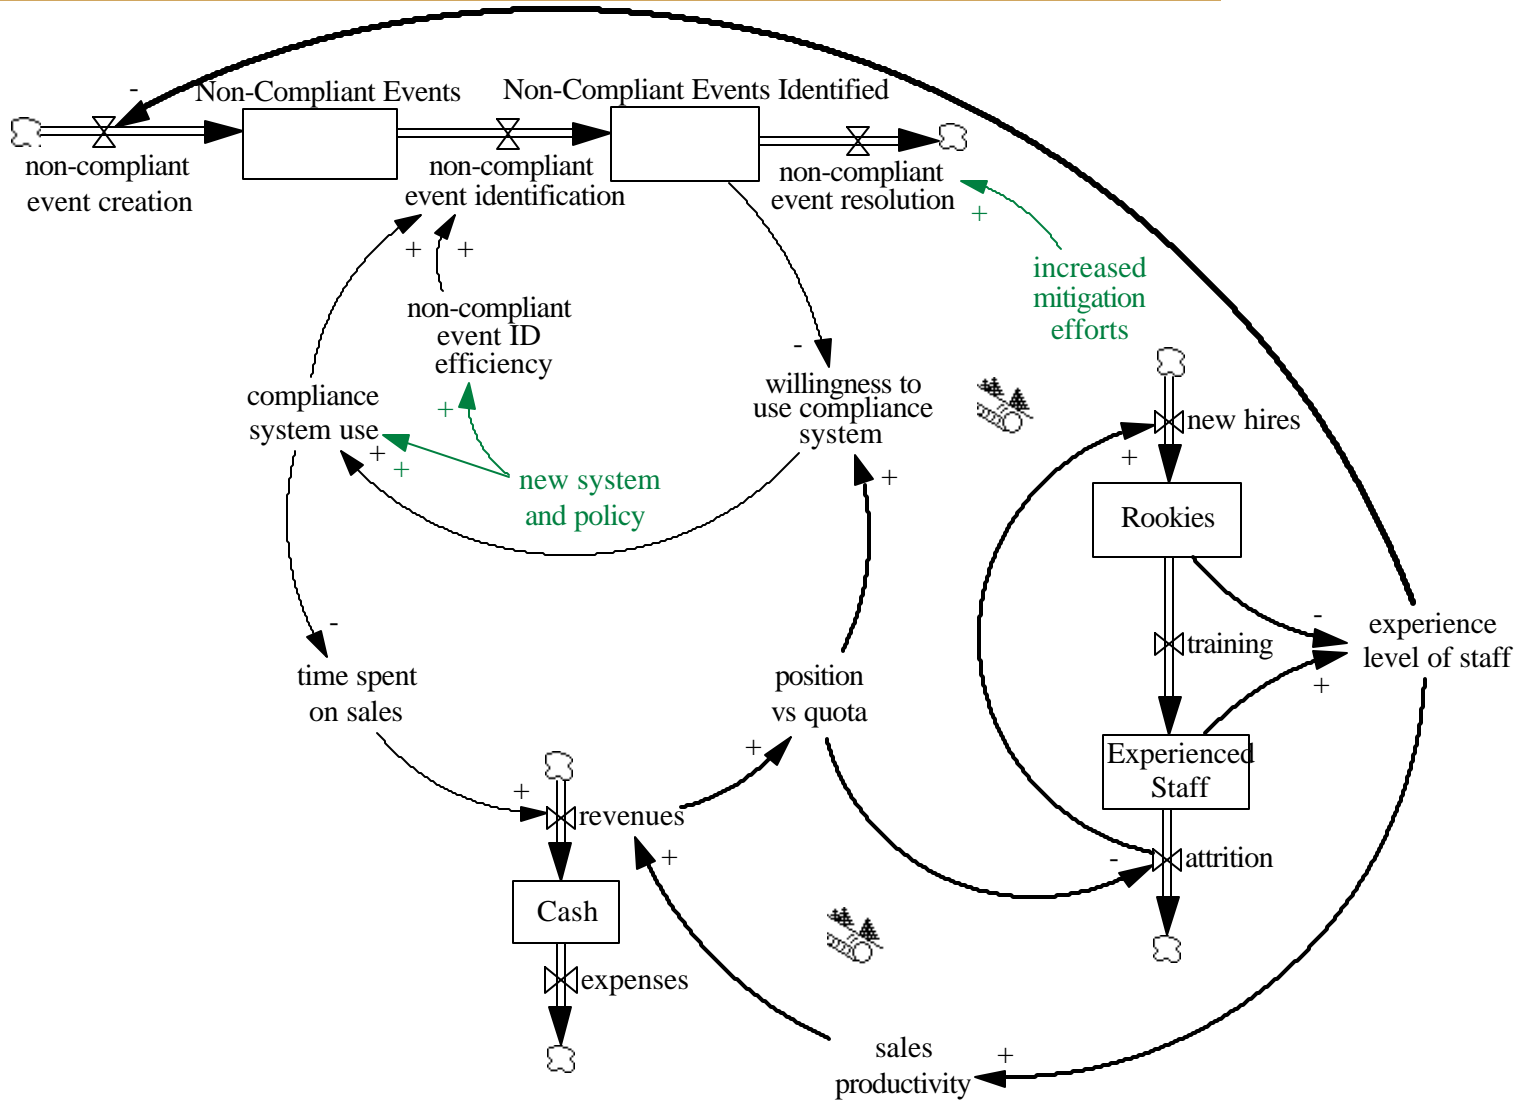 -
Non-Compliant Events
Non-Compliant Events Identified
non-compliant
event creation
non-compliant
event identification
non-compliant
event resolution
+
+
+
increased
mitigation
efforts
non-compliant
event ID
efficiency
-
willingness to
use compliance
system
compliance
system use
+
+
+
new system
and policy
+
new hires
+
Rookies
-
experience
level of staff
training
+
-
time spent
on sales
position
vs quota
Experienced
Staff
+
+
revenues
+
-
attrition
Cash
expenses
sales
productivity
+